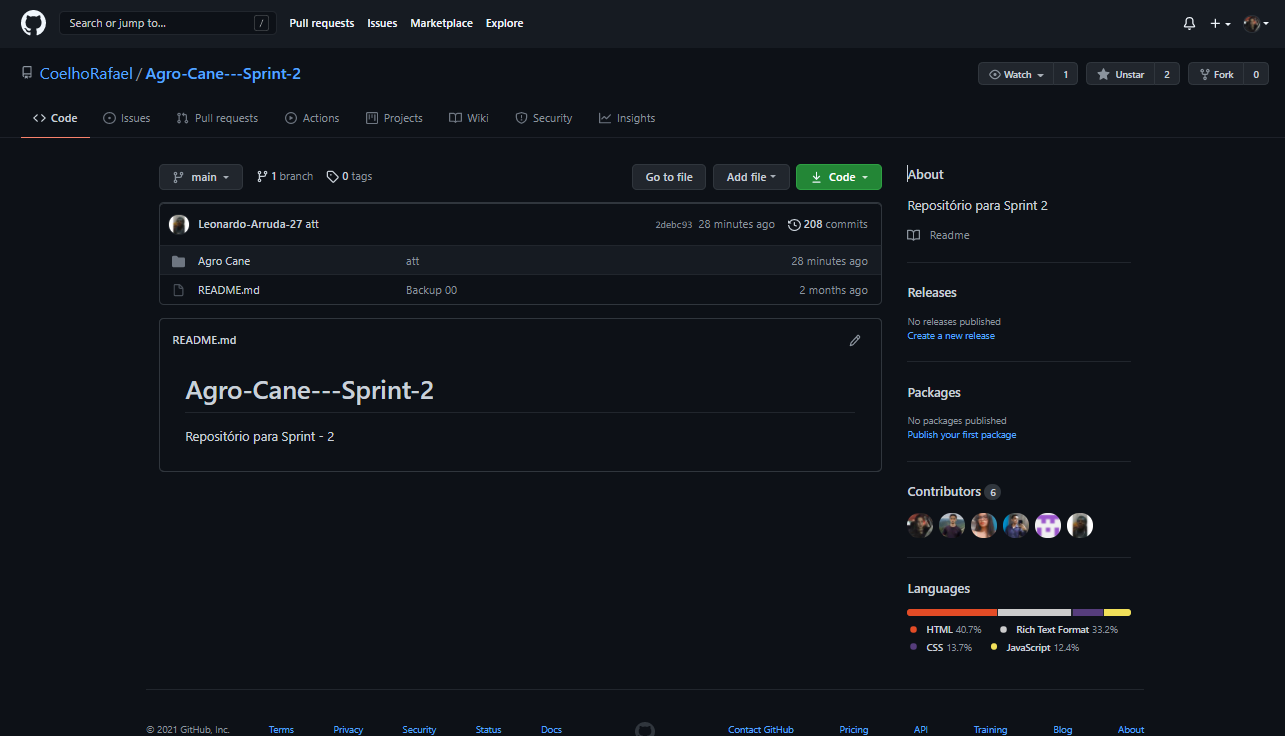 Search or jump to... /
Pull requests Issues Marketplace Explore
CoelhoRafael / Agro-Cane---Sprint-2
Watch 1 Unstar 2 Fork 0
Code Issues Pull requests Actions Projects Wiki Security Insights
main 1 branch 0 tags
Go to file Add file Code
Leonardo-Arruda-27 att 2debc93 28 minutes ago 208 commits
Agro Cane att 28 minutes ago
README.md Backup 00 2 months ago
README.md
Agro-Cane---Sprint-2
Repositório para Sprint - 2
About
Repositório para Sprint 2
Readme
Releases
No releases published
Create a new release
Packages
No packages published
Publish your first package
Contributors 6
Languages
HTML 40.7% Rich Text Format 33.2%
CSS 13.7% JavaScript 12.4%
© 2021 GitHub, Inc. Terms Privacy Security Status Docs Contact GitHub Pricing API Training Blog About